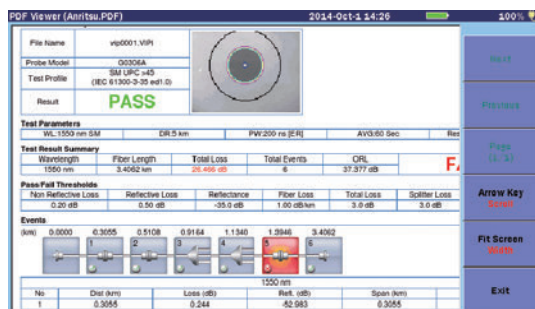 PDF Viewer (Anritsu.PDF) 2014-Oct-1 14:26 100%
File Name vip0001.VIPI
Probe Model G0306A
Test Profile SM UPC >45
(IEC 61300-3-35 ed1.0)
Result PASS
Test Parameters
WL:1550 nm SM DR:5 km PW:200 ns [ER] AVG:60 Sec Res
Test Result Summary
Wavelength Fiber Length Total Loss Total Events ORL
1550 nm 3.4062 km 26.466 dB 6 37.377 dB FA
Pass/Fail Thresholds
Non Reflective Loss Reflective Loss Reflectance Fiber Loss Total Loss Splitter Loss
0.20 dB 0.50 dB -35.0 dB 1.00 dB/km 3.0 dB 3.0 dB
Events
(km) 0.0000 0.3055 0.5108 0.9164 1.1340 1.3946 3.4062
1 2 3 4 5 6
1550 nm
No Dist (km) Loss (dB) Refl. (dB) Span (km)
1 0.3055 0.244 -52.983 0.3055
Next
Previous
Page
Arrow Key
Scroll
Fit Screen
Width
Exit